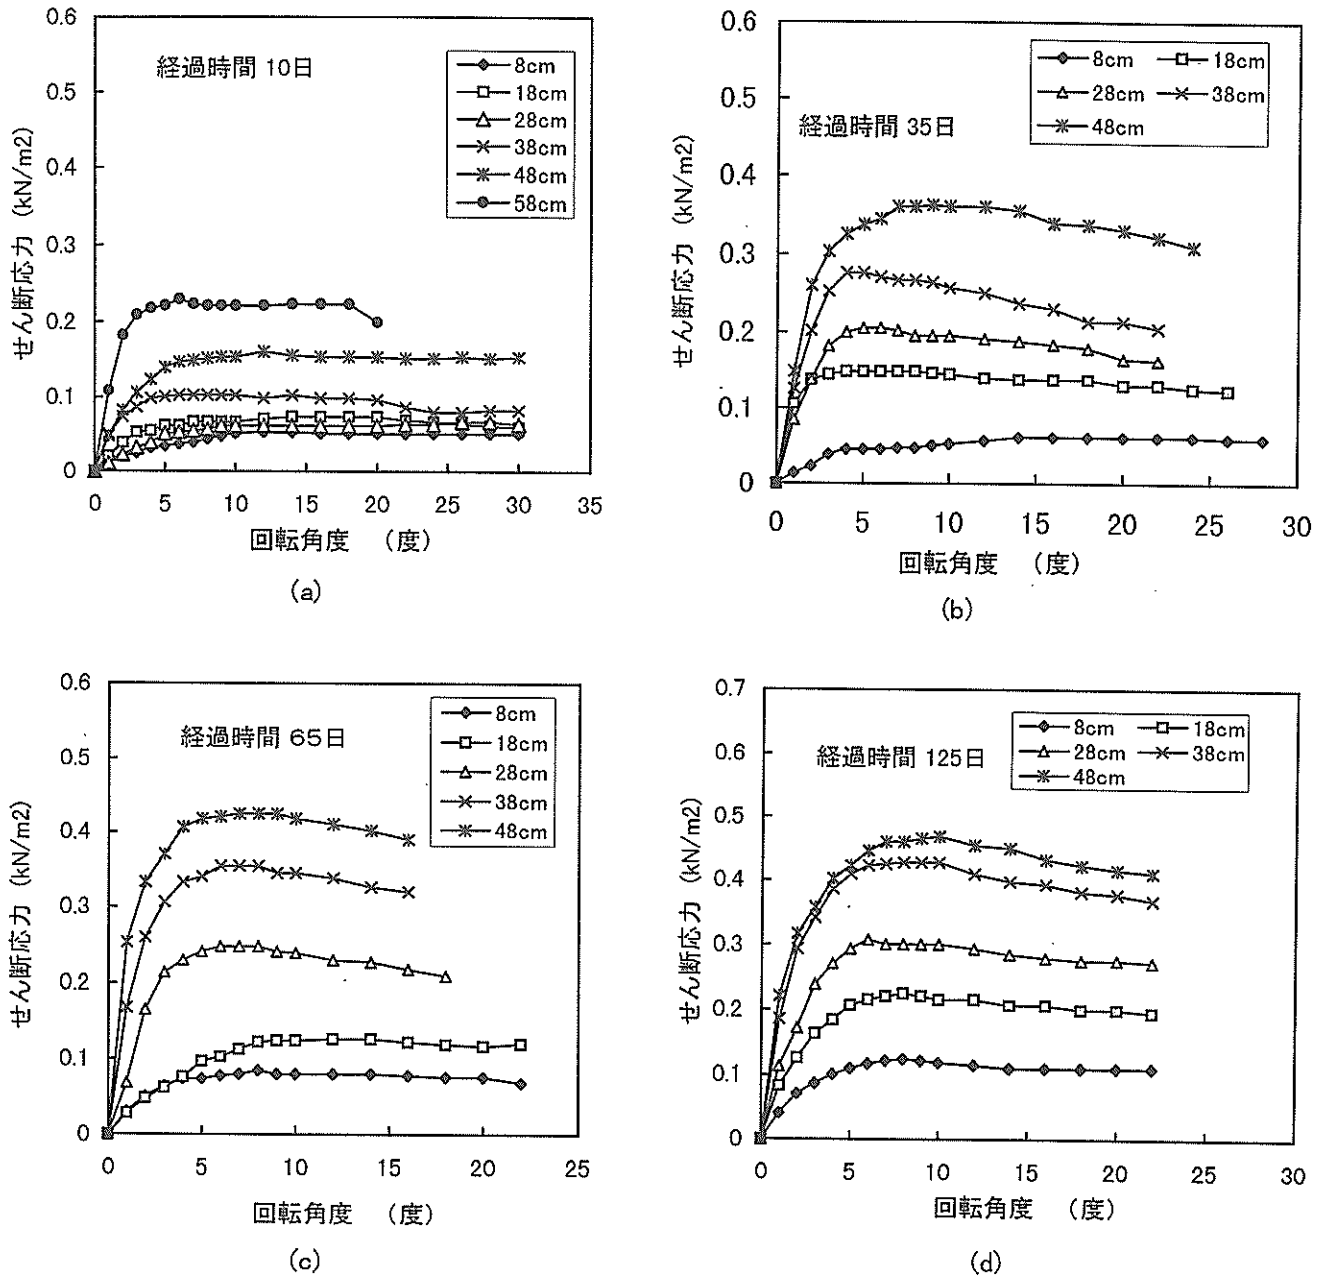 0.6
0.5
0.4
0.3
0.2
0.1
0
せん断応力 (kN/m2)
経過時間 10日
8cm
18cm
28cm
38cm
48cm
58cm
0 5 10 15 20 25 30 35
回転角度 (度)
(a)
0.6
0.5
0.4
0.3
0.2
0.1
0
せん断応力 (kN/m2)
経過時間 35日
8cm 18cm
28cm 38cm
48cm
0 5 10 15 20 25 30
回転角度 (度)
(b)
0.6
0.5
0.4
0.3
0.2
0.1
0
せん断応力 (kN/m2)
経過時間 65日
8cm
18cm
28cm
38cm
48cm
0 5 10 15 20 25
回転角度 (度)
(c)
0.7
0.6
0.5
0.4
0.3
0.2
0.1
0
せん断応力 (kN/m2)
経過時間 125日
8cm 18cm
28cm 38cm
48cm
0 5 10 15 20 25 30
回転角度 (度)
(d)